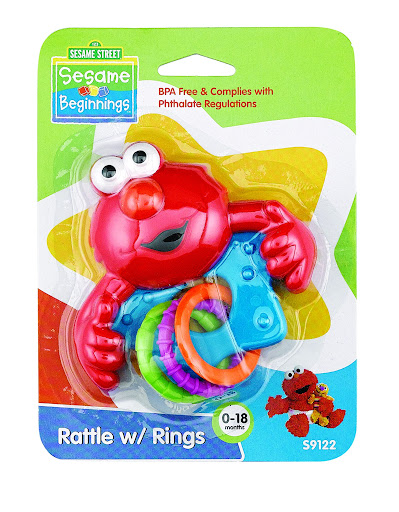 SESAME STREET
Sesame
Beginnings
BPA Free & Complies with
Phthalate Regulations
Rattle w/ Rings
0-18
months
S9122